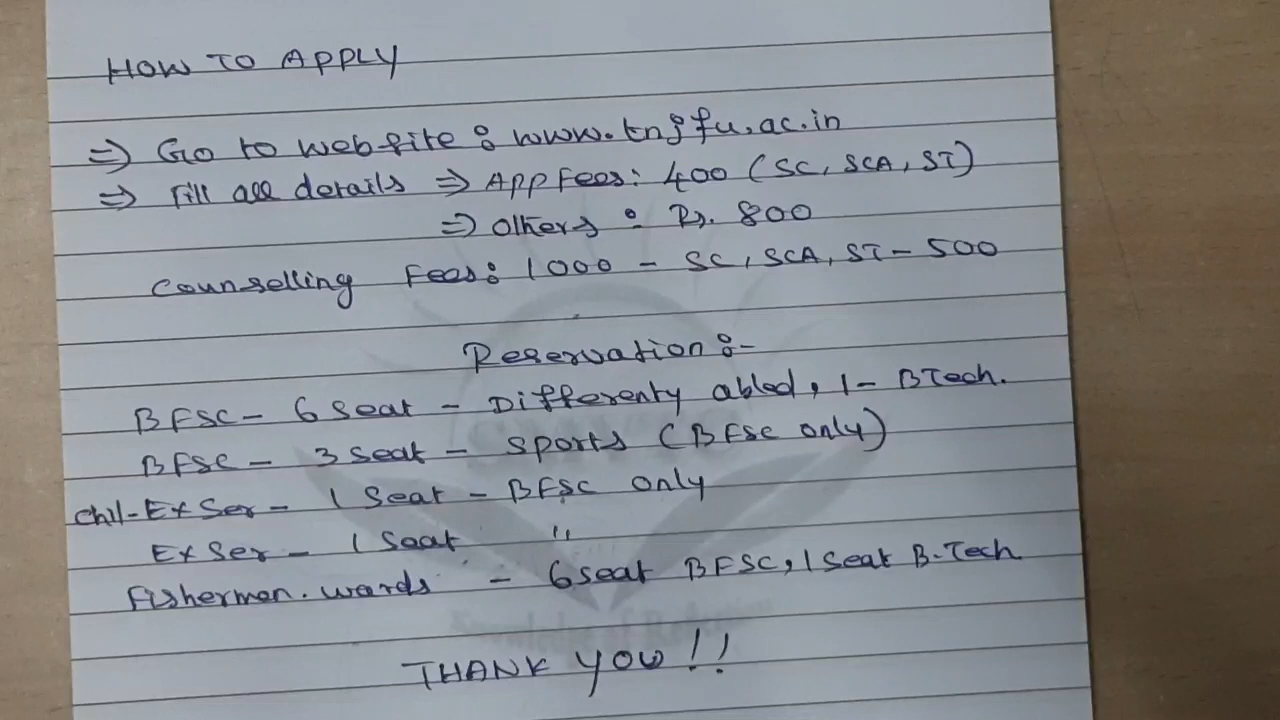 HOW TO APPLY
⇒ Go to website : www.tnjfu.ac.in
⇒ Fill all details ⇒ APP Fees: 400 (SC, SCA, ST)
⇒ Others : Rs. 800
Counselling Fees: 1000 - SC, SCA, ST - 500
Reservation :-
BFSC - 6 Seat - Differenty abled, 1 - BTech.
BFSC - 3 Seat - Sports (BFSC only)
Chil-Ex Ser - 1 Seat - BFSC only
Ex Ser - 1 Seat "
Fishermen. wards - 6 seat BFSC, 1 Seat B.Tech
THANK YOU!!